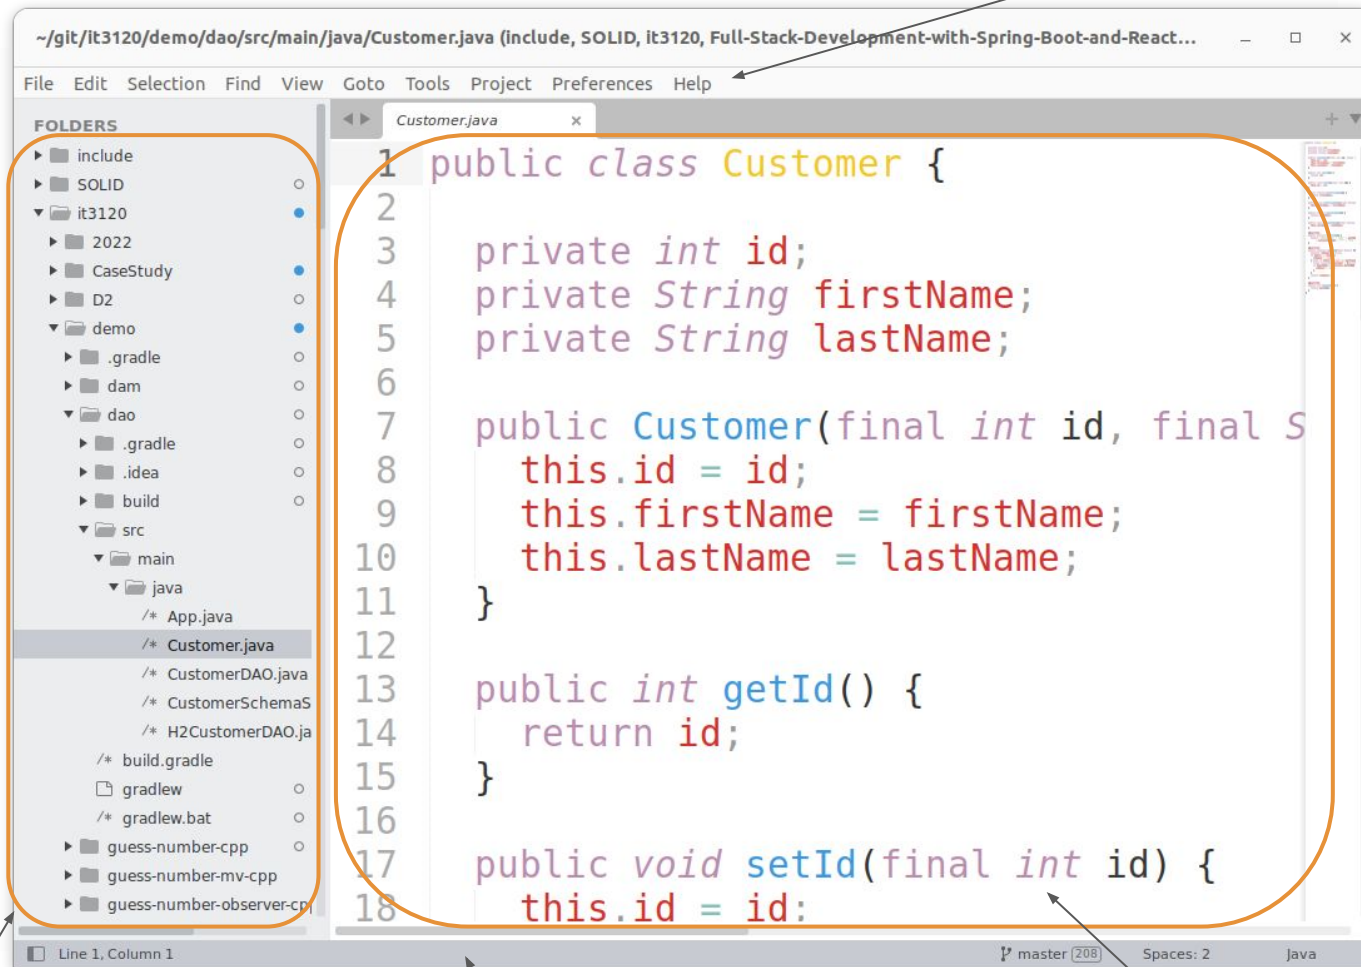 ~/git/it3120/demo/dao/src/main/java/Customer.java (include, SOLID, it3120, Full-Stack-Development-with-Spring-Boot-and-React...
File Edit Selection Find View Goto Tools Project Preferences Help
FOLDERS
include
SOLID
it3120
2022
CaseStudy
D2
demo
.gradle
dam
dao
.gradle
.idea
build
src
main
java
/* App.java
/* Customer.java
/* CustomerDAO.java
/* CustomerSchemaS
/* H2CustomerDAO.ja
/* build.gradle
gradlew
/* gradlew.bat
guess-number-cpp
guess-number-mv-cpp
guess-number-observer-cp
Customer.java ×
1 public class Customer {
2
3 private int id;
4 private String firstName;
5 private String lastName;
6
7 public Customer(final int id, final S
8 this.id = id;
9 this.firstName = firstName;
10 this.lastName = lastName;
11 }
12
13 public int getId() {
14 return id;
15 }
16
17 public void setId(final int id) {
18 this.id = id;
Line 1, Column 1 master 208 Spaces: 2 Java